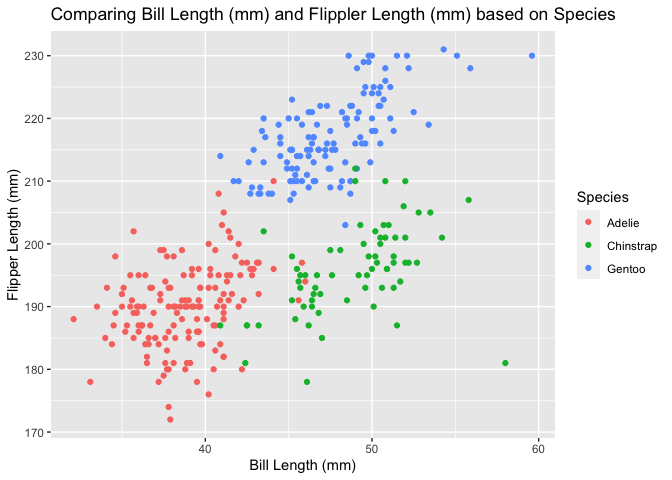 Comparing Bill Length (mm) and Flippler Length (mm) based on Species
Flipper Length (mm)
230
220
210
200
190
180
170
40
50
60
Bill Length (mm)
Species
Adelie
Chinstrap
Gentoo